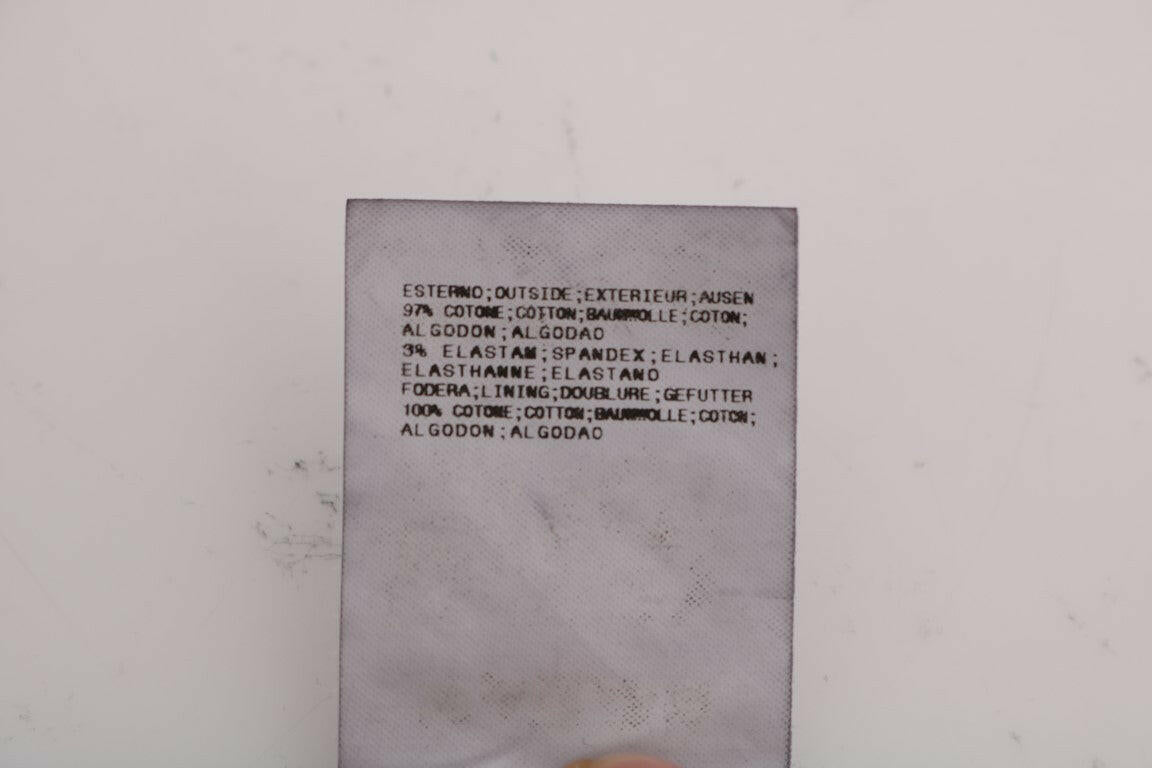 ESTERNO;OUTSIDE;EXTERIEUR;AUSEN
97% COTONE;COTTON;BAUMWOLLE;COTON;
ALGODON;ALGODAO
3% ELASTAM;SPANDEX;ELASTHAN;
ELASTHANNE;ELASTANO
FODERA;LINING;DOUBLURE;GEFUTTER
100% COTONE;COTTON;BAUMWOLLE;COTON;
ALGODON;ALGODAO